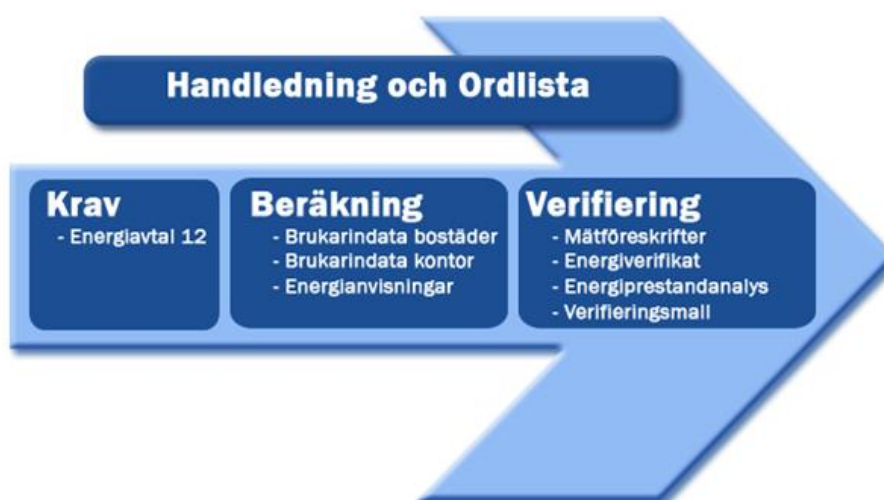 Handledning och Ordlista
Krav
- Energiavtal 12
Beräkning
- Brukarindata bostäder
- Brukarindata kontor
- Energianvisningar
Verifiering
- Mätföreskrifter
- Energiverifikat
- Energiprestandanalys
- Verifieringsmall